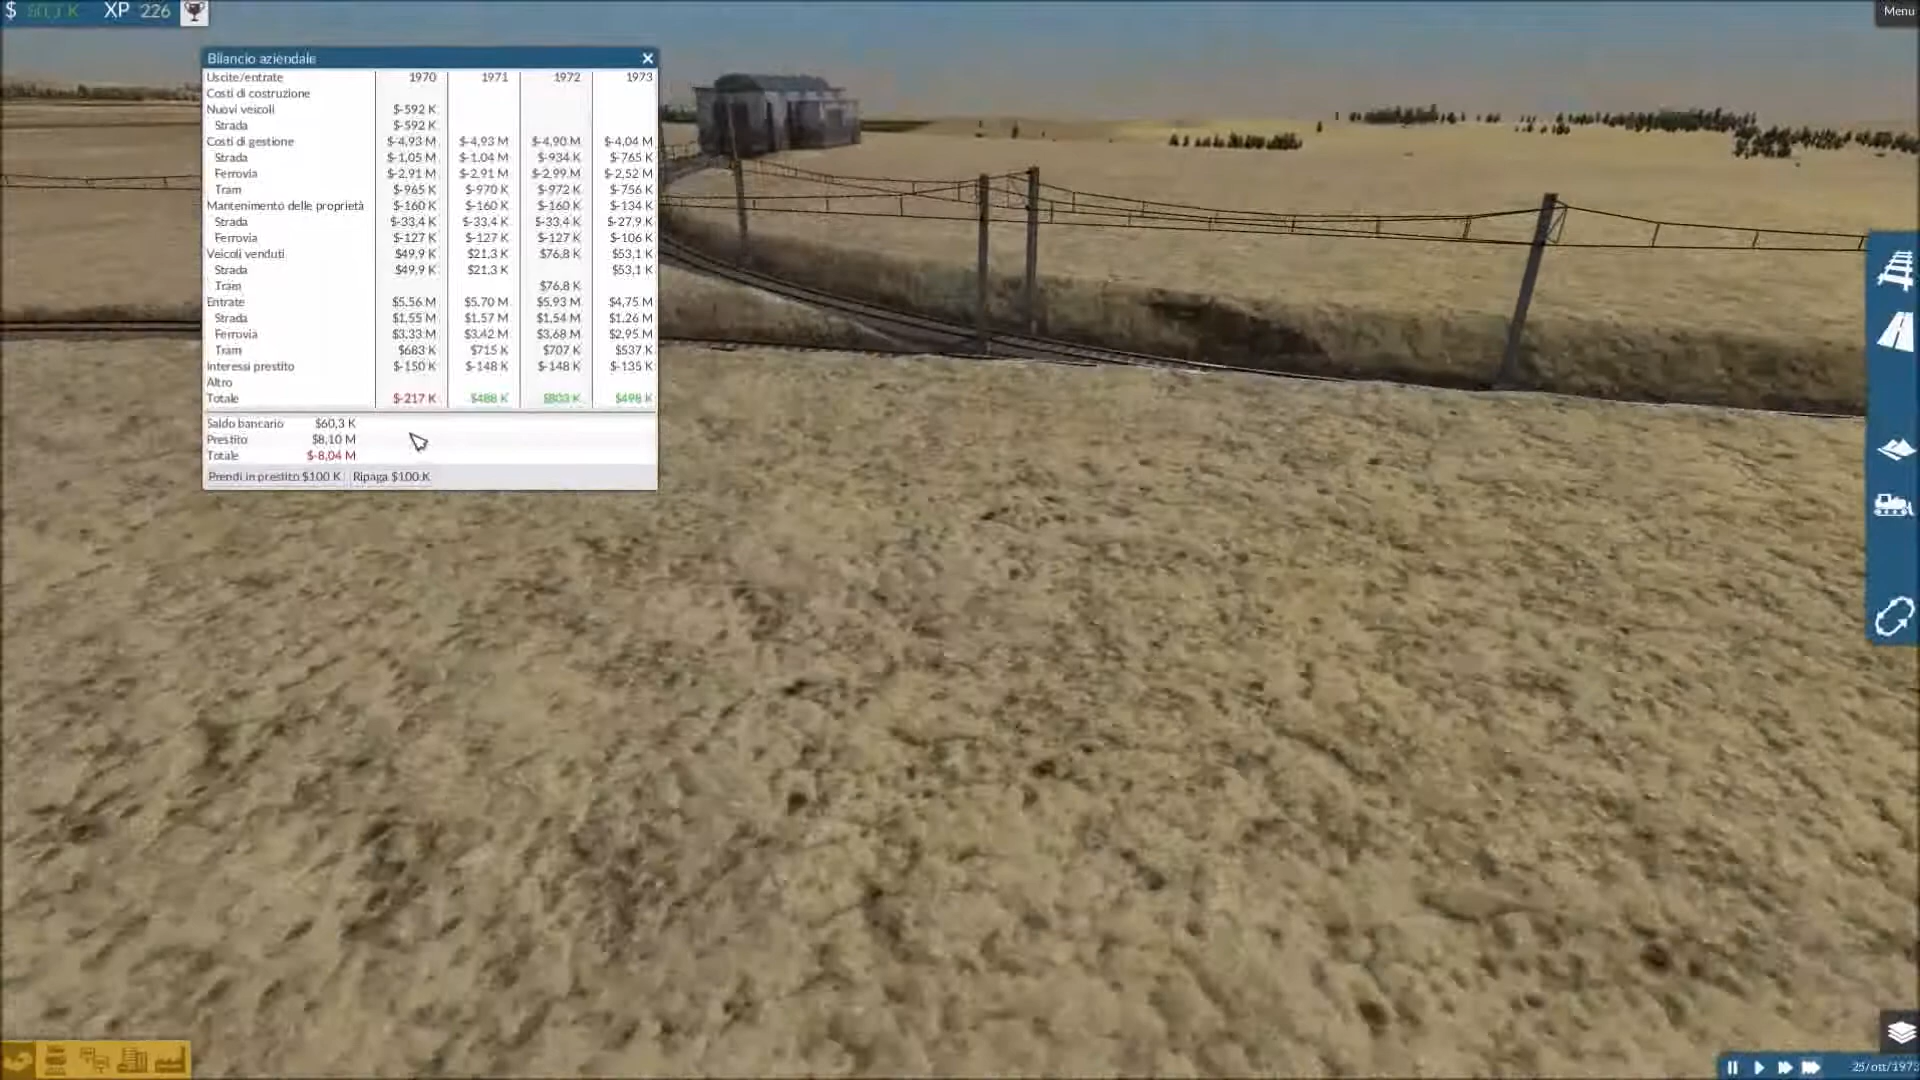 $ 60,3 K XP 226
Menu
Bilancio aziendale
Uscite/entrate 1970 1971 1972 1973
Costi di costruzione
Nuovi veicoli $-592 K
Strada $-592 K
Costi di gestione $-4,93 M $-4,93 M $-4,90 M $-4,04 M
Strada $-1,05 M $-1,04 M $-934 K $-765 K
Ferrovia $-2,91 M $-2,91 M $-2,99 M $-2,52 M
Tram $-965 K $-970 K $-972 K $-756 K
Mantenimento delle proprietà $-160 K $-160 K $-160 K $-134 K
Strada $-33,4 K $-33,4 K $-33,4 K $-27,9 K
Ferrovia $-127 K $-127 K $-127 K $-106 K
Veicoli venduti $49,9 K $21,3 K $76,8 K $53,1 K
Strada $49,9 K $21,3 K $53,1 K
Tram $76,8 K
Entrate $5,56 M $5,70 M $5,93 M $4,75 M
Strada $1,55 M $1,57 M $1,54 M $1,26 M
Ferrovia $3,33 M $3,42 M $3,68 M $2,95 M
Tram $683 K $715 K $707 K $537 K
Interessi prestito $-150 K $-148 K $-148 K $-135 K
Altro
Totale $-217 K $488 K $803 K $498 K
Saldo bancario $60,3 K
Prestito $8,10 M
Totale $-8,04 M
Prendi in prestito $100 K Ripaga $100 K
25/ott/1973